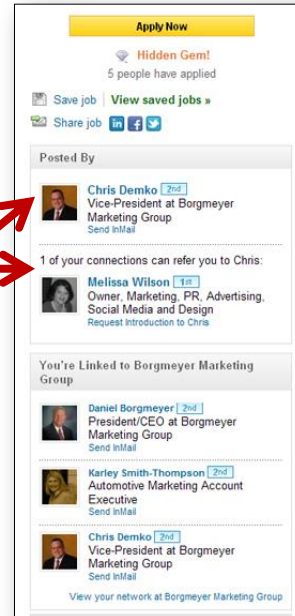 Apply Now
Hidden Gem!
5 people have applied
Save job | View saved jobs »
Share job in f
Posted By
Chris Demko 2nd
Vice-President at Borgmeyer
Marketing Group
Send InMail
1 of your connections can refer you to Chris:
Melissa Wilson 1st
Owner, Marketing, PR, Advertising,
Social Media and Design
Request Introduction to Chris
You're Linked to Borgmeyer Marketing
Group
Daniel Borgmeyer 2nd
President/CEO at Borgmeyer
Marketing Group
Send InMail
Karley Smith-Thompson 2nd
Automotive Marketing Account
Executive
Send InMail
Chris Demko 2nd
Vice-President at Borgmeyer
Marketing Group
Send InMail
View your network at Borgmeyer Marketing Group